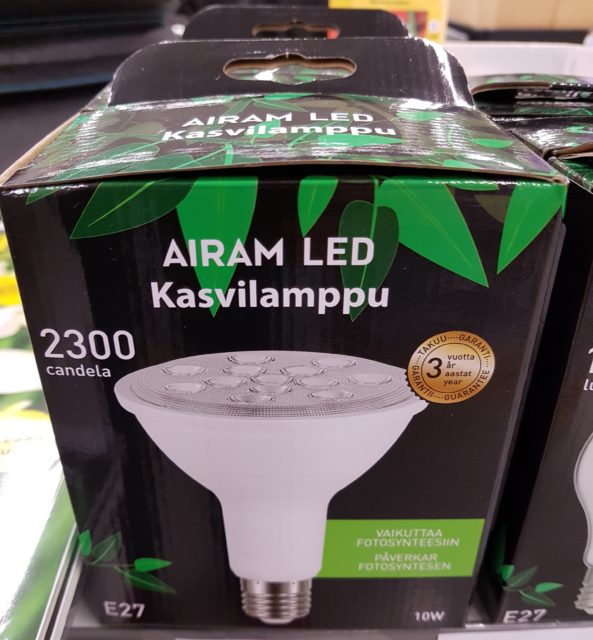 AIRAM LED
Kasvilamppu
AIRAM LED
Kasvilamppu
2300
candela
TAKUU GARANTI
3 vuotta
år
aastat
year
GARANTII GUARANTEE
VAIKUTTAA
FOTOSYNTEESIIN
PÅVERKAR
FOTOSYNTESEN
E27
10W
E27